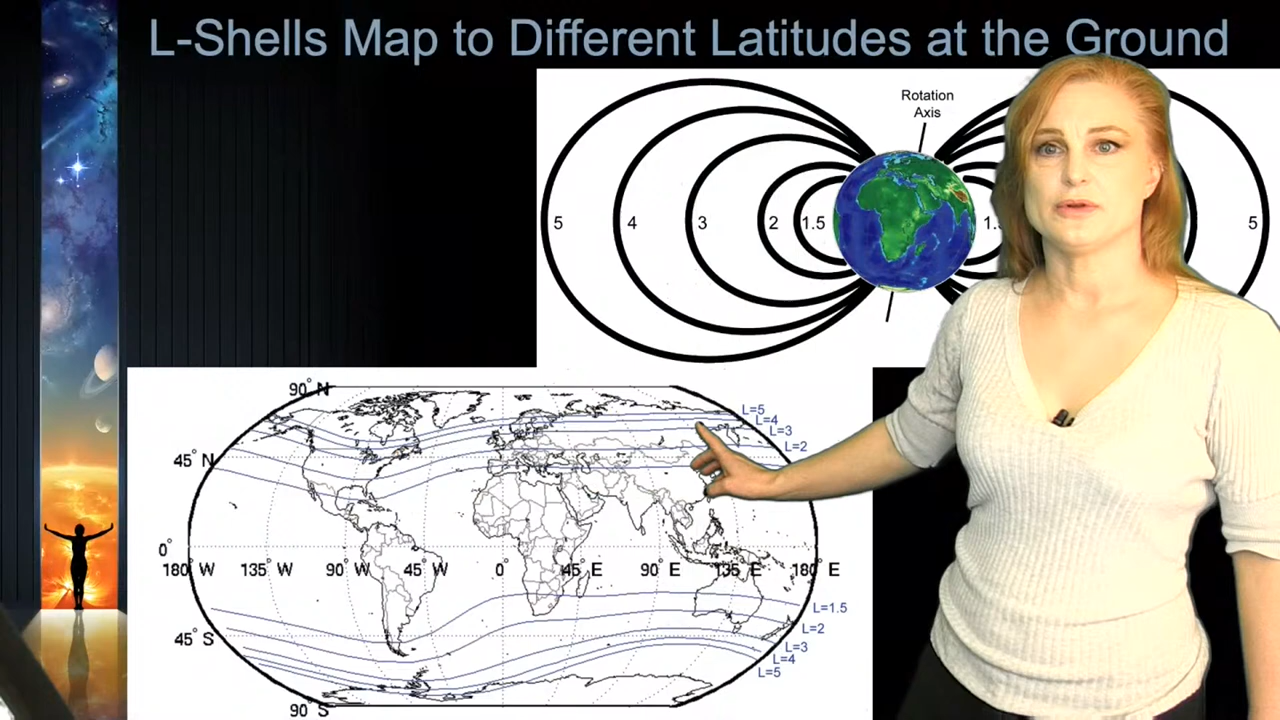 L-Shells Map to Different Latitudes at the Ground
Rotation
Axis
5 4 3 2 1.5 1. 5
90° N
L=5
L=4
L=3
L=2
45° N
0°
180° W 135° W 90° W 45° W 0° 45° E 90° E 135° E 180° E
L=1.5
45° S
L=2
L=3
L=4
L=5
90° S